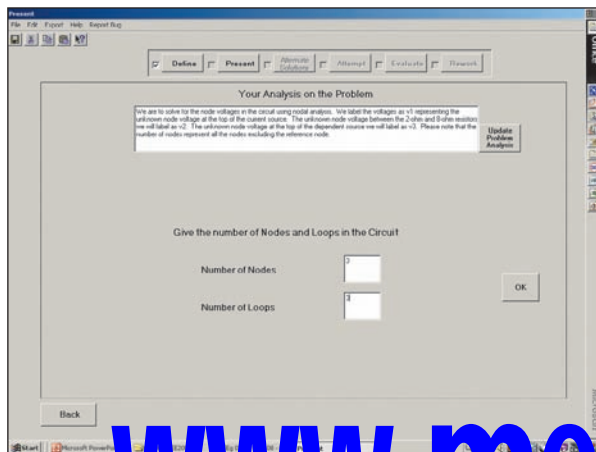 Present
File Edit Export Help Report Bug
Define Present Alternate Solutions Attempt Evaluate Rework
Your Analysis on the Problem
We are to solve for the node voltages in the circuit using nodal analysis. We label the voltages as v1 representing the
unknown node voltage at the top of the current source. The unknown node voltage between the 2-ohm and 8-ohm resistors
we will label as v2. The unknown node voltage at the top of the dependent source we will label as v3. Please note that the
number of nodes represent all the nodes excluding the reference node.
Update
Problem
Analysis
Give the number of Nodes and Loops in the Circuit
Number of Nodes
3
Number of Loops
3
OK
Back
Start Microsoft PowerPo